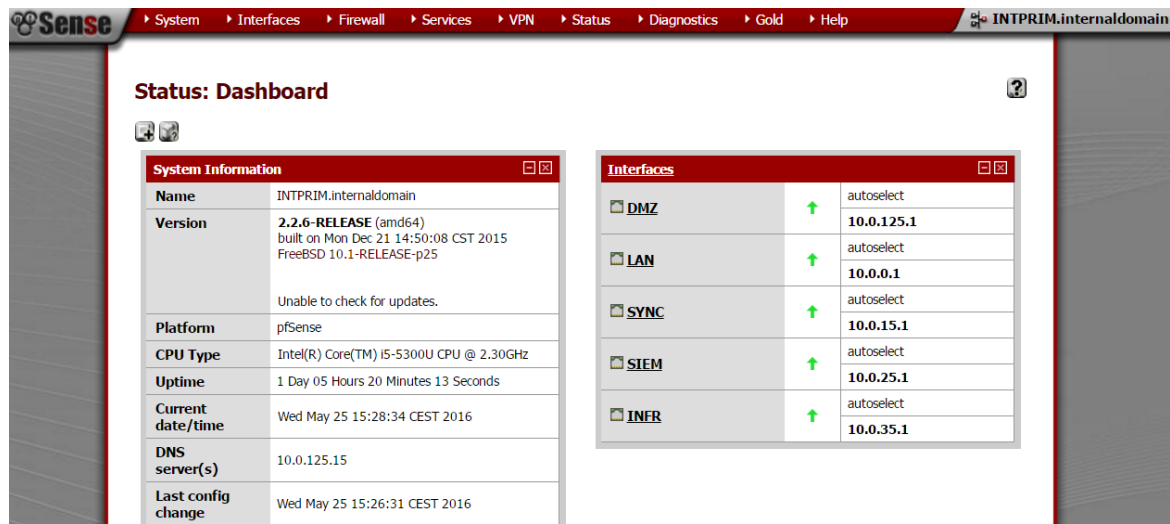 Sense
System
Interfaces
Firewall
Services
VPN
Status
Diagnostics
Gold
Help
INTPRIM.internaldomain
Status: Dashboard
System Information
Name
INTPRIM.internaldomain
Version
2.2.6-RELEASE (amd64)
built on Mon Dec 21 14:50:08 CST 2015
FreeBSD 10.1-RELEASE-p25
Unable to check for updates.
Platform
pfSense
CPU Type
Intel(R) Core(TM) i5-5300U CPU @ 2.30GHz
Uptime
1 Day 05 Hours 20 Minutes 13 Seconds
Current
date/time
Wed May 25 15:28:34 CEST 2016
DNS
server(s)
10.0.125.15
Last config
change
Wed May 25 15:26:31 CEST 2016
Interfaces
DMZ
autoselect
10.0.125.1
LAN
autoselect
10.0.0.1
SYNC
autoselect
10.0.15.1
SIEM
autoselect
10.0.25.1
INFR
autoselect
10.0.35.1